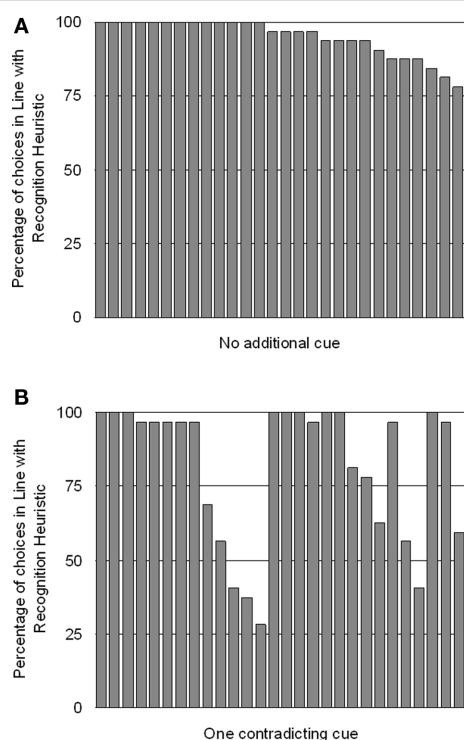 A
Percentage of choices in Line with
Recognition Heuristic
100
75
50
25
0
No additional cue
B
Percentage of choices in Line with
Recognition Heuristic
100
75
50
25
0
One contradicting cue